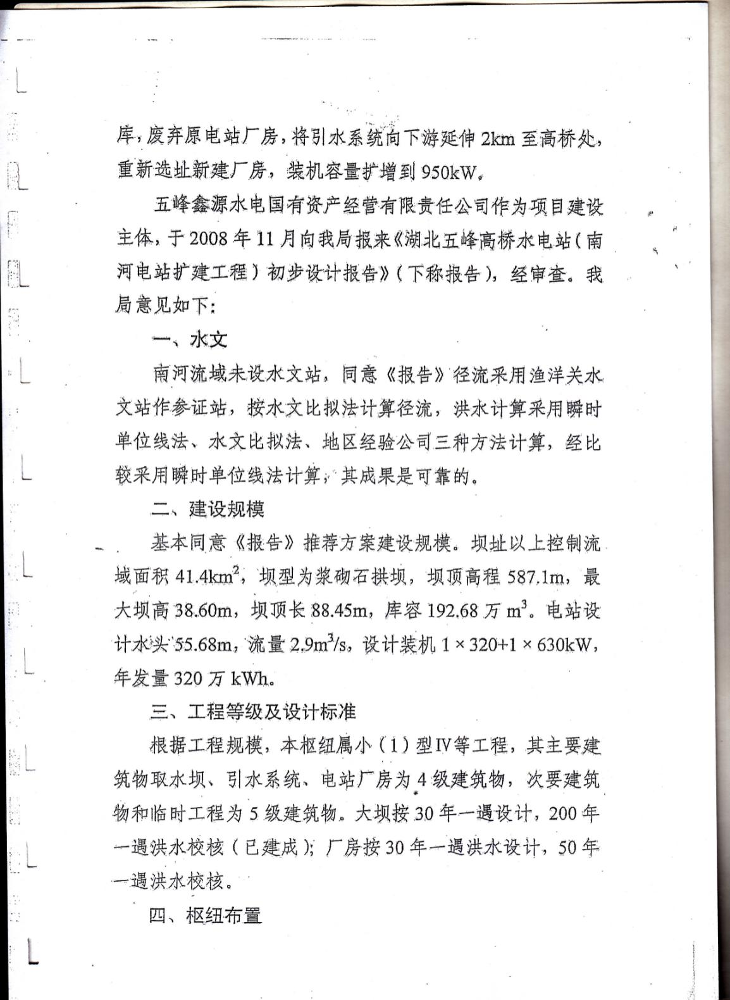 库，废弃原电站厂房，将引水系统向下游延伸 2km 至高桥处，
重新选址新建厂房，装机容量扩增到 950kW。
五峰鑫源水电国有资产经营有限责任公司作为项目建设
主体，于 2008 年 11 月向我局报来《湖北五峰高桥水电站（南
河电站扩建工程）初步设计报告》（下称报告），经审查。我
局意见如下：
一、水文
南河流域未设水文站，同意《报告》径流采用渔洋关水
文站作参证站，按水文比拟法计算径流，洪水计算采用瞬时
单位线法、水文比拟法、地区经验公司三种方法计算，经比
较采用瞬时单位线法计算，其成果是可靠的。
二、建设规模
基本同意《报告》推荐方案建设规模。坝址以上控制流
域面积 41.4km²，坝型为浆砌石拱坝，坝顶高程 587.1m，最
大坝高 38.60m，坝顶长 88.45m，库容 192.68 万 m³。电站设
计水头 55.68m，流量 2.9m³/s，设计装机 1×320+1×630kW，
年发量 320 万 kWh。
三、工程等级及设计标准
根据工程规模，本枢纽属小（1）型Ⅳ等工程，其主要建
筑物取水坝、引水系统、电站厂房为 4 级建筑物，次要建筑
物和临时工程为 5 级建筑物。大坝按 30 年一遇设计，200 年
一遇洪水校核（已建成）；厂房按 30 年一遇洪水设计，50 年
一遇洪水校核。
四、枢纽布置